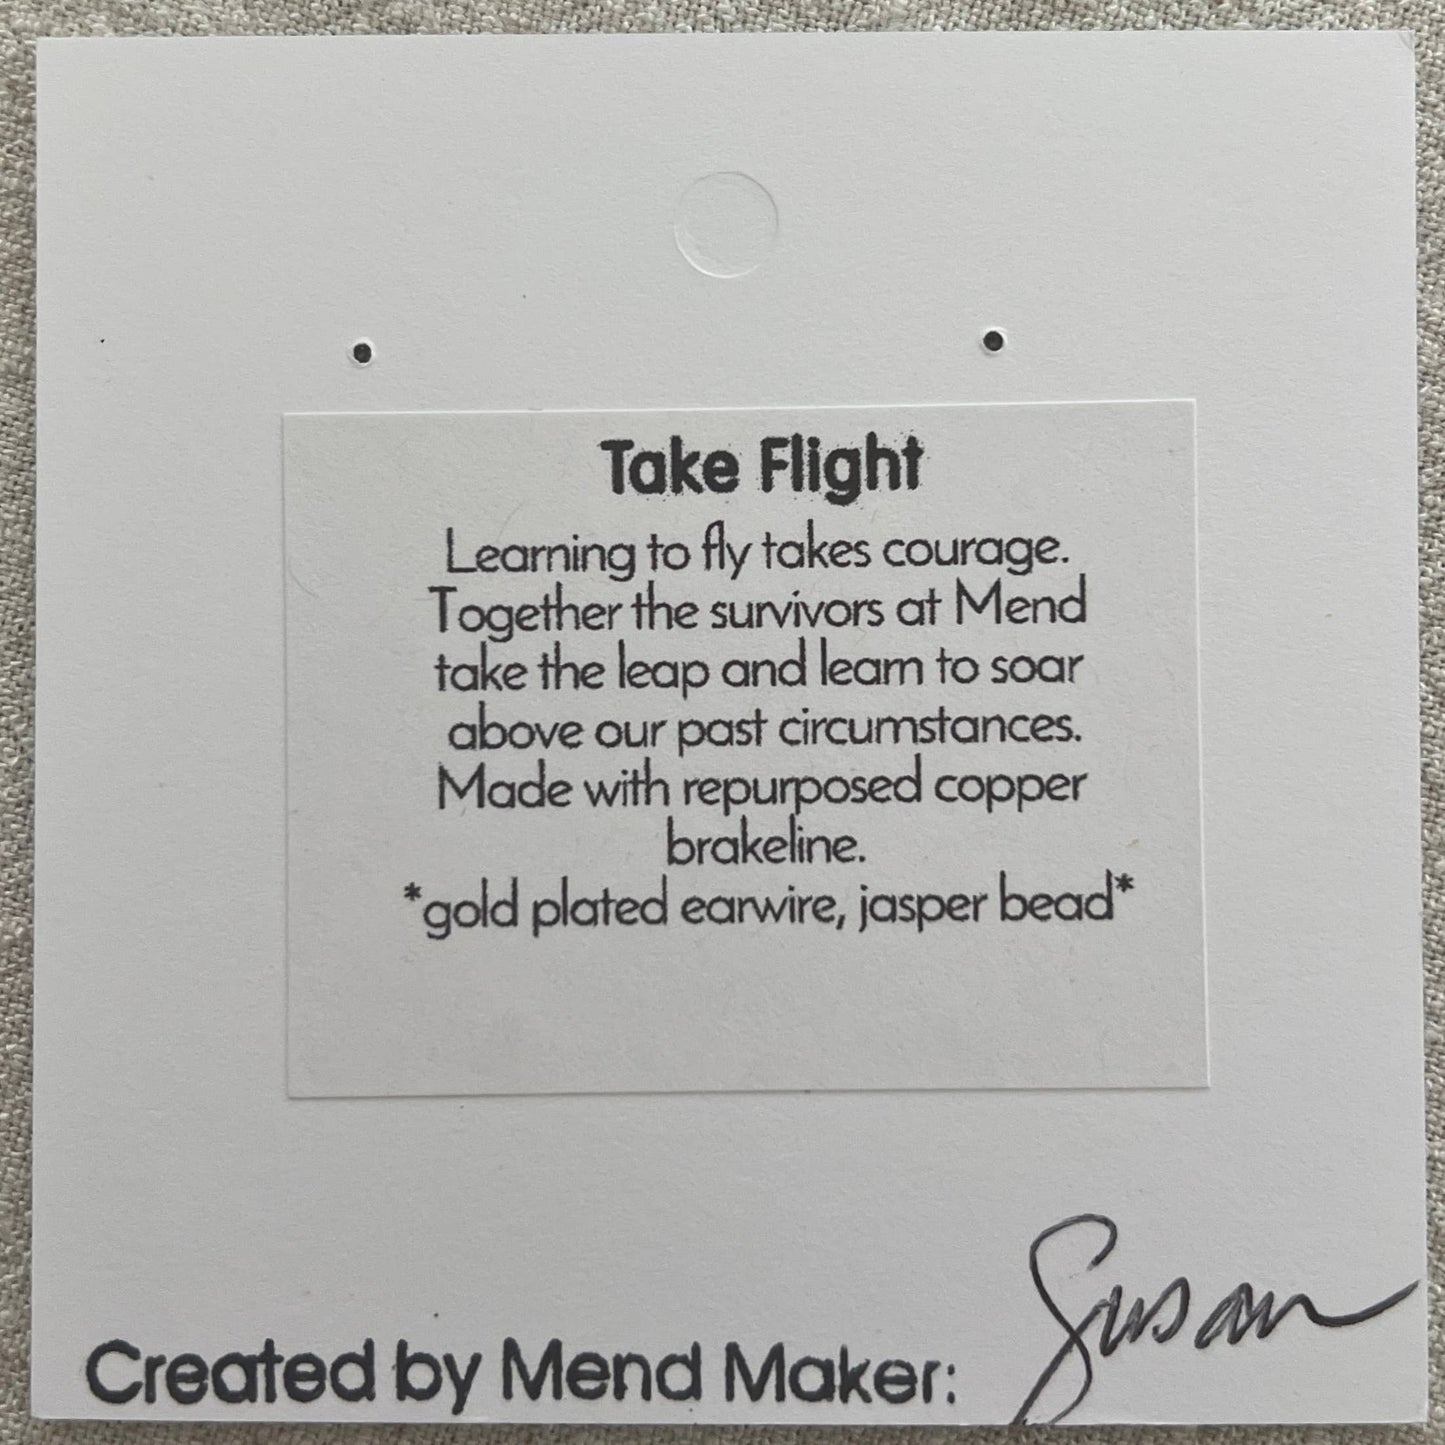 Take Flight
Learning to fly takes courage.
Together the survivors at Mend
take the leap and learn to soar
above our past circumstances.
Made with repurposed copper
brakeline.
*gold plated earwire, jasper bead*
Created by Mend Maker: Susan